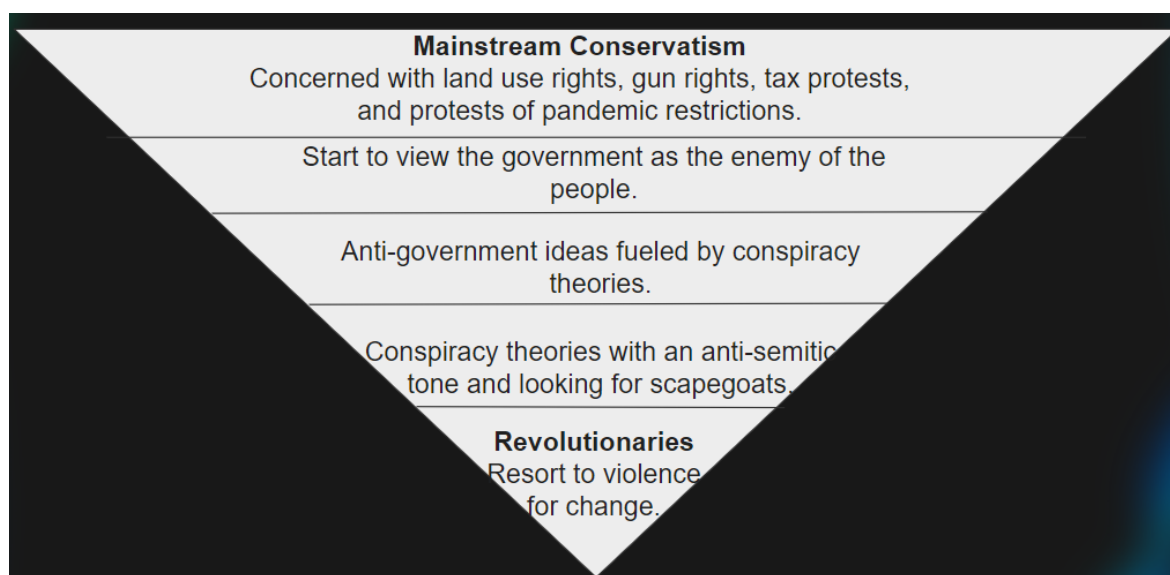 Mainstream Conservatism
Concerned with land use rights, gun rights, tax protests,
and protests of pandemic restrictions.
Start to view the government as the enemy of the
people.
Anti-government ideas fueled by conspiracy
theories.
Conspiracy theories with an anti-semitic
tone and looking for scapegoats.
Revolutionaries
Resort to violence
for change.